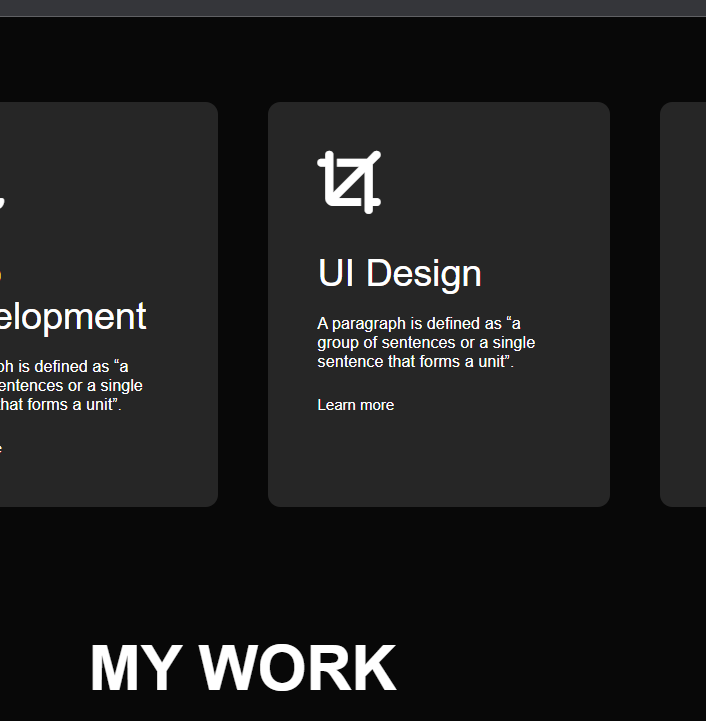 elopment
h is defined as “a
entences or a single
hat forms a unit”.
UI Design
A paragraph is defined as “a
group of sentences or a single
sentence that forms a unit”.
Learn more
MY WORK